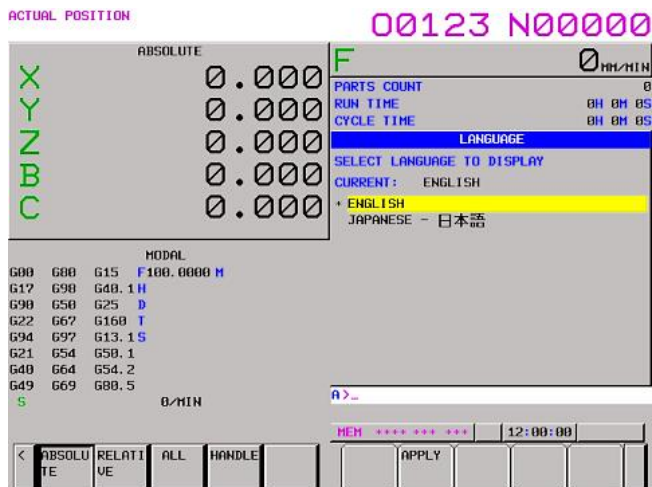 ACTUAL POSITION
O0123 N00000
ABSOLUTE
X 0.000
Y 0.000
Z 0.000
B 0.000
C 0.000
F 0 MM/MIN
PARTS COUNT 0
RUN TIME 0H 0M 0S
CYCLE TIME 0H 0M 0S
LANGUAGE
SELECT LANGUAGE TO DISPLAY
CURRENT: ENGLISH
* ENGLISH
JAPANESE - 日本語
MODAL
G00 G80 G15 F100.0000 M
G17 G98 G40.1 H
G90 G50 G25 D
G22 G67 G160 T
G94 G97 G13.1 S
G21 G54 G50.1
G40 G64 G54.2
G49 G69 G80.5
S 0/MIN
A>_
MEM **** *** *** 12:00:00
< ABSOLU RELATI ALL HANDLE APPLY
TE VE